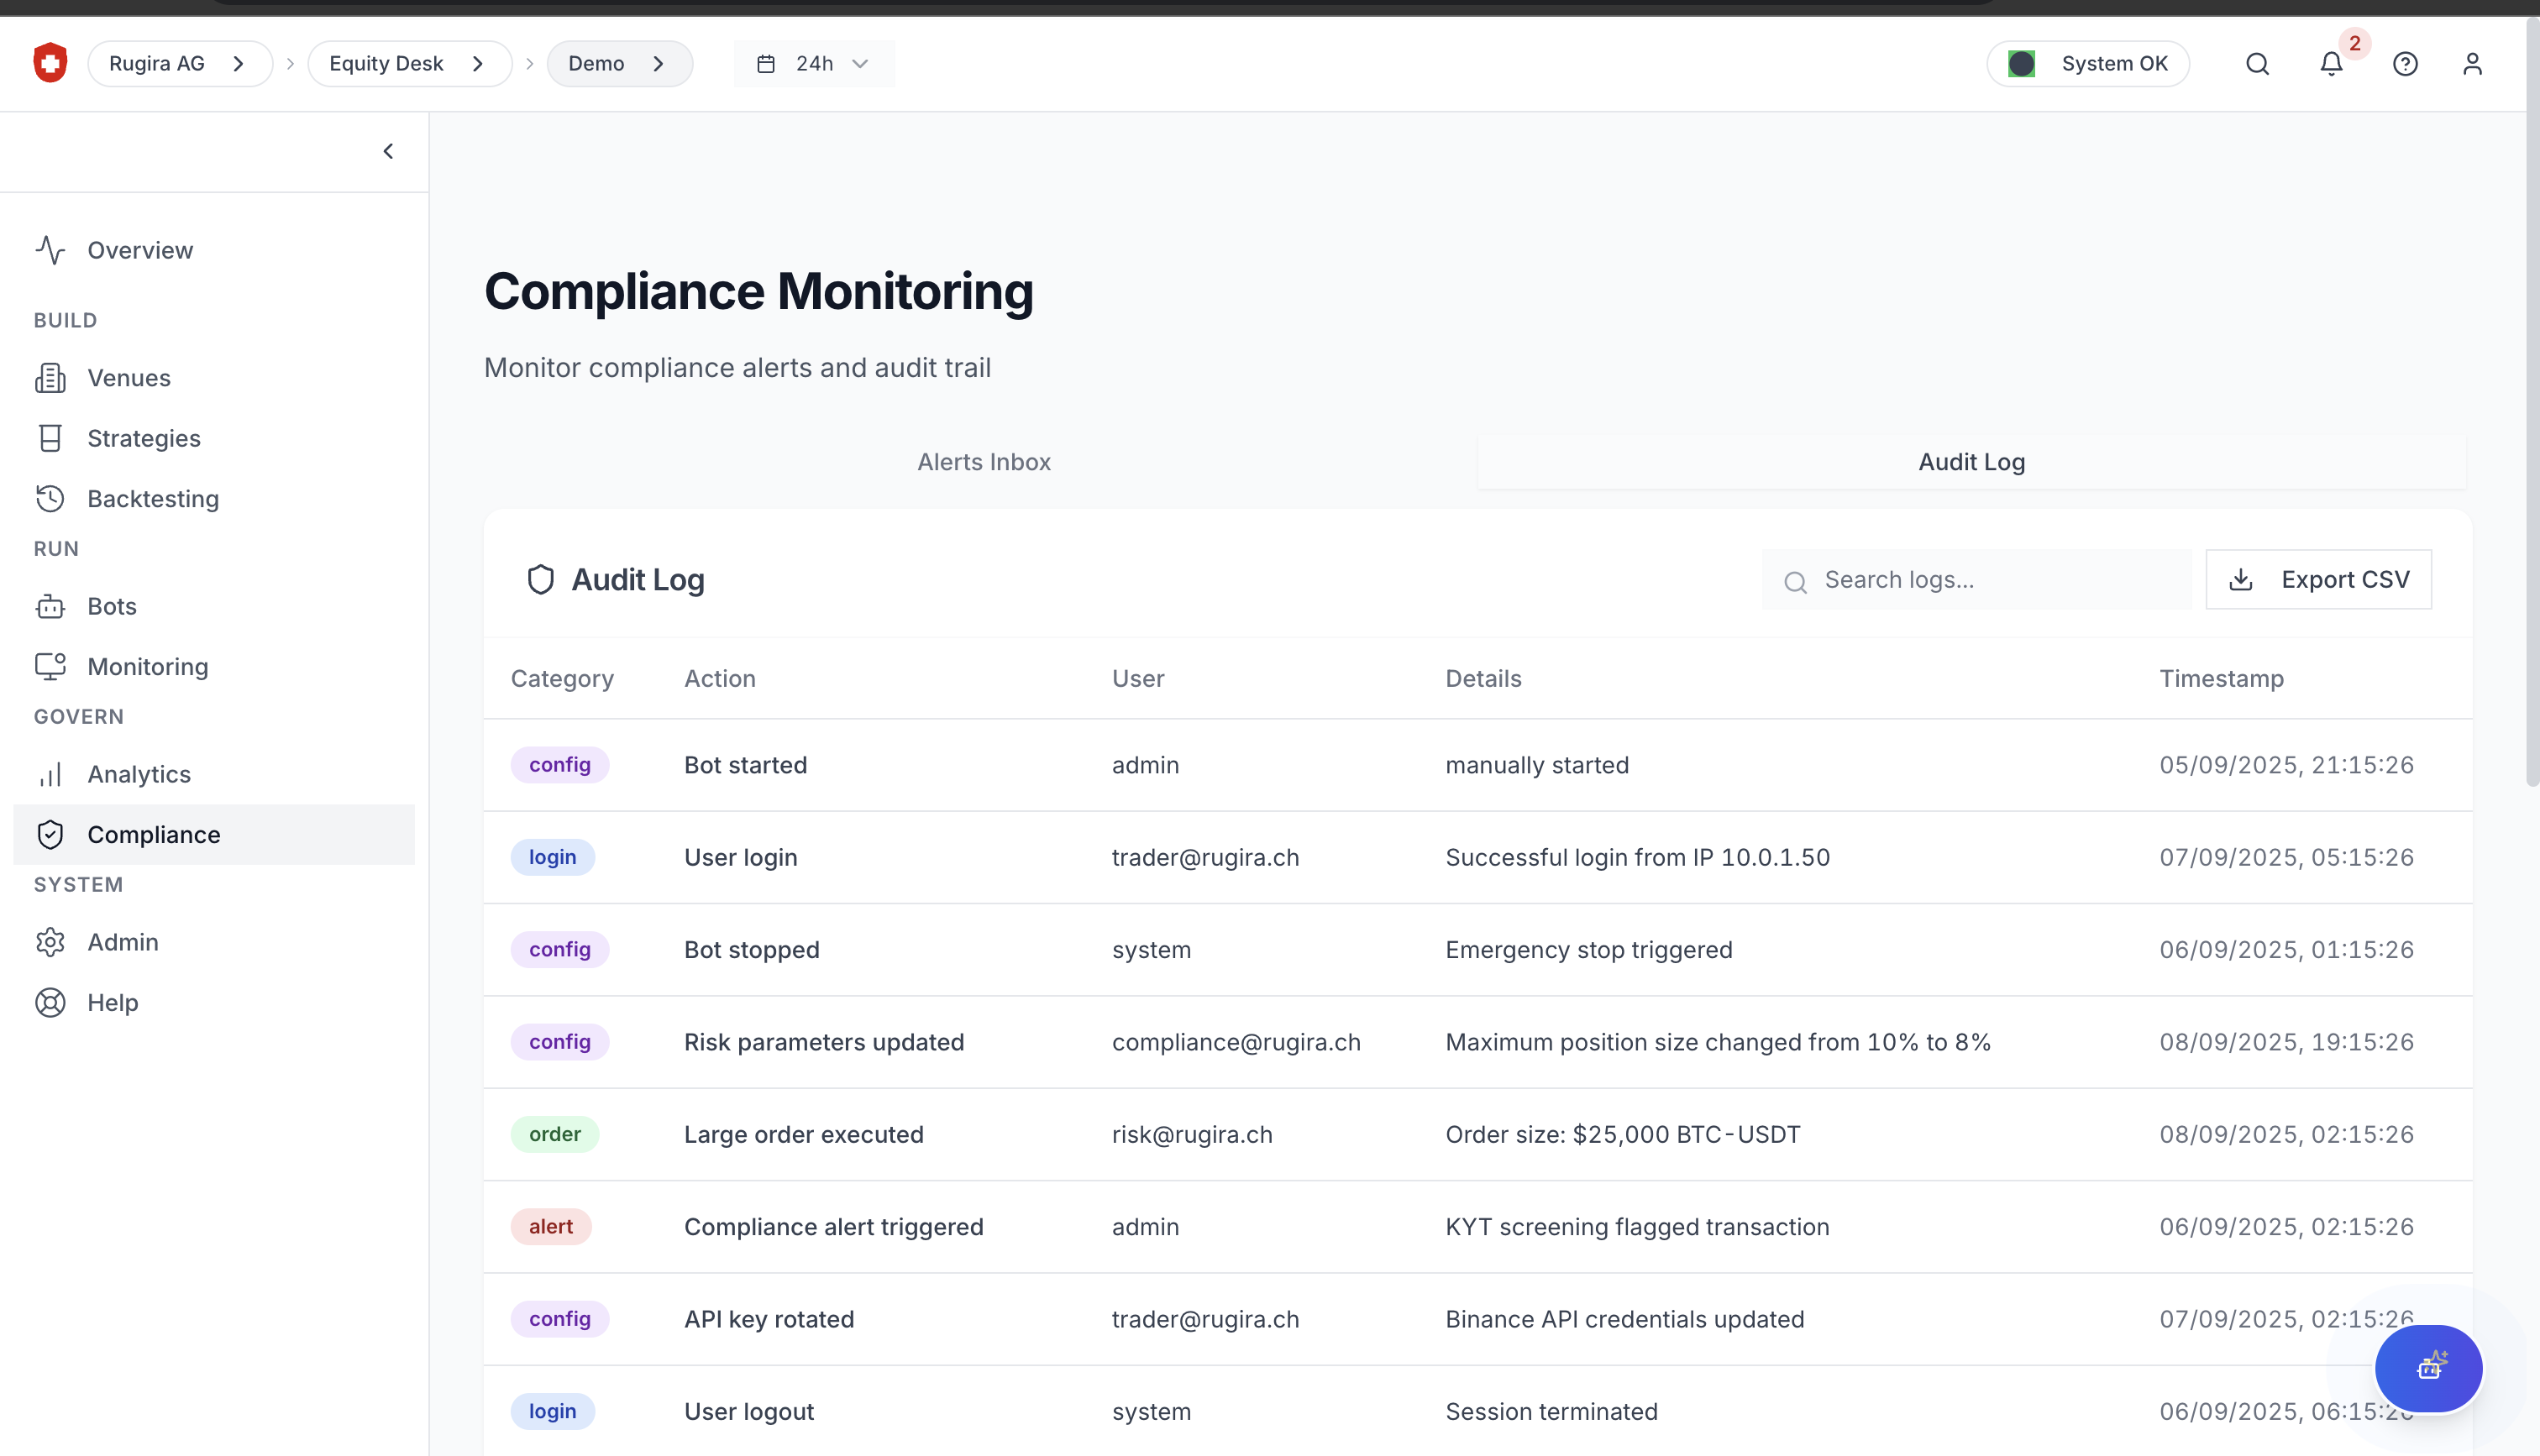 Rugira AG
Equity Desk
Demo
24h
System OK
2
Overview
BUILD
Venues
Strategies
Backtesting
RUN
Bots
Monitoring
GOVERN
Analytics
Compliance
SYSTEM
Admin
Help
Compliance Monitoring
Monitor compliance alerts and audit trail
Alerts Inbox
Audit Log
Audit Log
Search logs...
Export CSV
Category Action User Details Timestamp
config Bot started admin manually started 05/09/2025, 21:15:26
login User login trader@rugira.ch Successful login from IP 10.0.1.50 07/09/2025, 05:15:26
config Bot stopped system Emergency stop triggered 06/09/2025, 01:15:26
config Risk parameters updated compliance@rugira.ch Maximum position size changed from 10% to 8% 08/09/2025, 19:15:26
order Large order executed risk@rugira.ch Order size: $25,000 BTC-USDT 08/09/2025, 02:15:26
alert Compliance alert triggered admin KYT screening flagged transaction 06/09/2025, 02:15:26
config API key rotated trader@rugira.ch Binance API credentials updated 07/09/2025, 02:15:26
login User logout system Session terminated 06/09/2025, 06:15:26